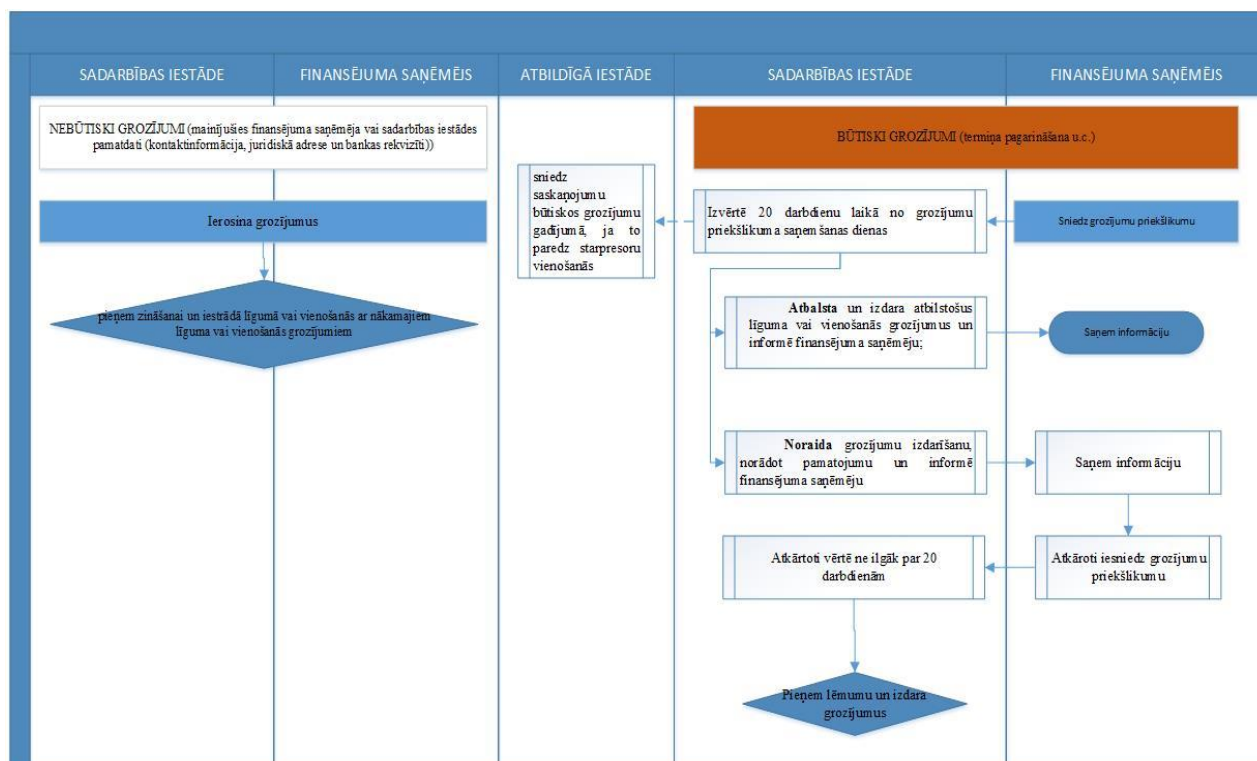 SADARBĪBAS IESTĀDE
FINANSĒJUMA SAŅĒMĒJS
ATBILDĪGĀ IESTĀDE
SADARBĪBAS IESTĀDE
FINANSĒJUMA SAŅĒMĒJS
NEBŪTISKI GROZĪJUMI (mainījušies finansējuma saņēmēja vai sadarbības iestādes
pamatdati (kontaktinformācija, juridiskā adrese un bankas rekvizīti))
BŪTISKI GROZĪJUMI (termiņa pagarināšana u.c.)
Ierosina grozījumus
sniedz
saskaņojumu
būtiskos grozījumu
gadījumā, ja to
paredz starpresoru
vienošanās
Izvērtē 20 darbdienu laikā no grozījumu
priekšlikuma saņemšanas dienas
Sniedz grozījumu priekšlikumu
pieņem zināšanai un iestrādā līgumā vai vienošanās ar nākamajiem
līguma vai vienošanās grozījumiem
Atbalsta un izdara atbilstošus
līguma vai vienošanās grozījumus un
informē finansējuma saņēmēju;
Saņem informāciju
Noraida grozījumu izdarīšanu,
norādot pamatojumu un informē
finansējuma saņēmēju
Saņem informāciju
Atkārtoti vērtē ne ilgāk par 20
darbdienām
Atkāroti iesniedz grozījumu
priekšlikumu
Pieņem lēmumu un izdara
grozījumus